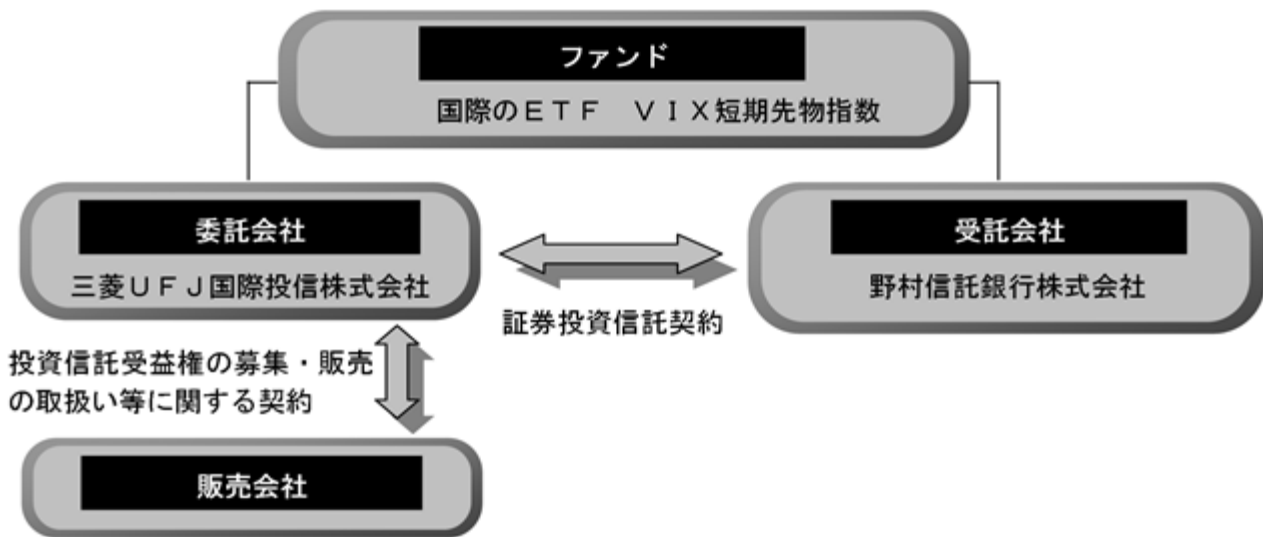 ファンド
国際のＥＴＦ　ＶＩＸ短期先物指数
委託会社
三菱ＵＦＪ国際投信株式会社
受託会社
野村信託銀行株式会社
証券投資信託契約
投資信託受益権の募集・販売
の取扱い等に関する契約
販売会社